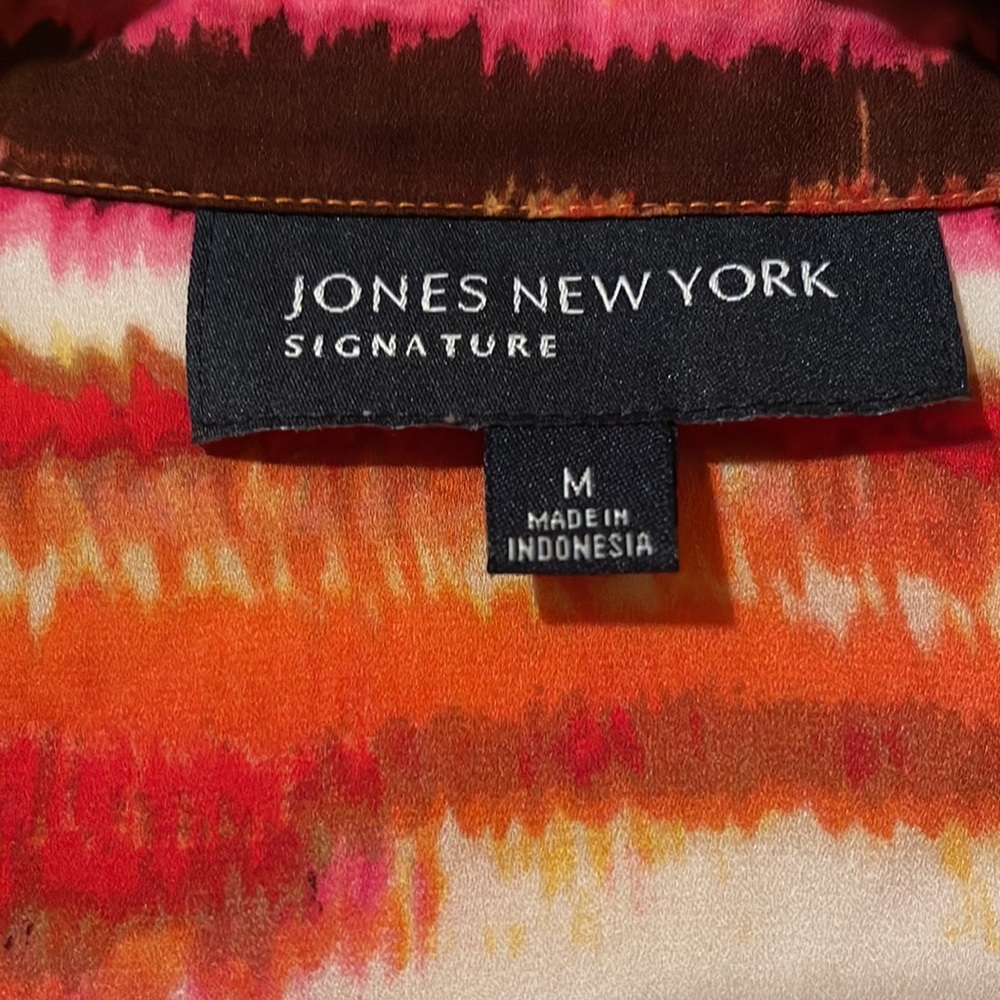 JONES NEW YORK
SIGNATURE
M
MADE IN
INDONESIA